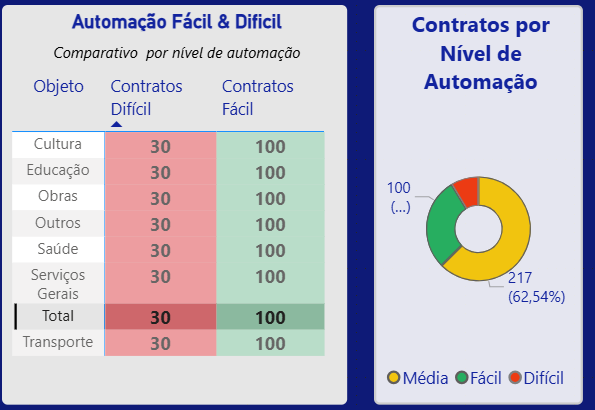 Automação Fácil & Dificil
Comparativo por nível de automação
Objeto Contratos Contratos
Difícil Fácil
Cultura 30 100
Educação 30 100
Obras 30 100
Outros 30 100
Saúde 30 100
Serviços 30 100
Gerais
Total 30 100
Transporte 30 100
Contratos por
Nível de
Automação
100
(...)
217
(62,54%)
Média Fácil Difícil